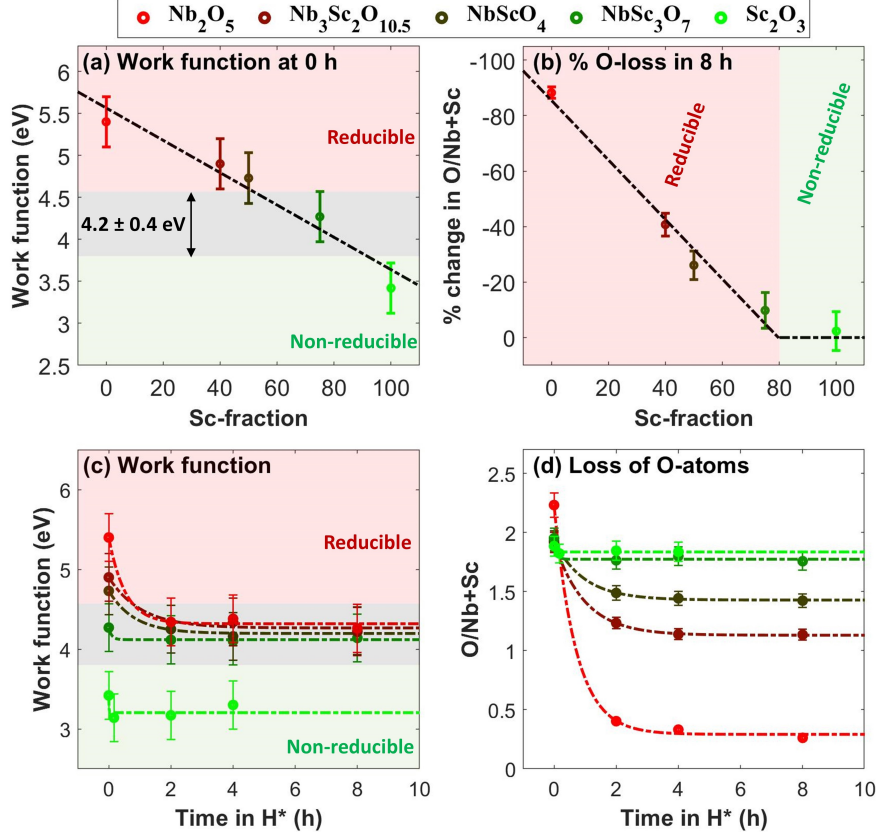 Nb2O5 Nb3Sc2O10.5 NbScO4 NbSc3O7 Sc2O3
(a) Work function at 0 h
Work function (eV)
6
5.5
5
4.5
4
3.5
3
2.5
Reducible
4.2 ± 0.4 eV
Non-reducible
0 20 40 60 80 100
Sc-fraction
(b) % O-loss in 8 h
% change in O/Nb+Sc
-100
-80
-60
-40
-20
0
Reducible
Non-reducible
0 20 40 60 80 100
Sc-fraction
(c) Work function
Work function (eV)
6
5
4
3
Reducible
Non-reducible
0 2 4 6 8 10
Time in H* (h)
(d) Loss of O-atoms
O/Nb+Sc
2.5
2
1.5
1
0.5
0
0 2 4 6 8 10
Time in H* (h)